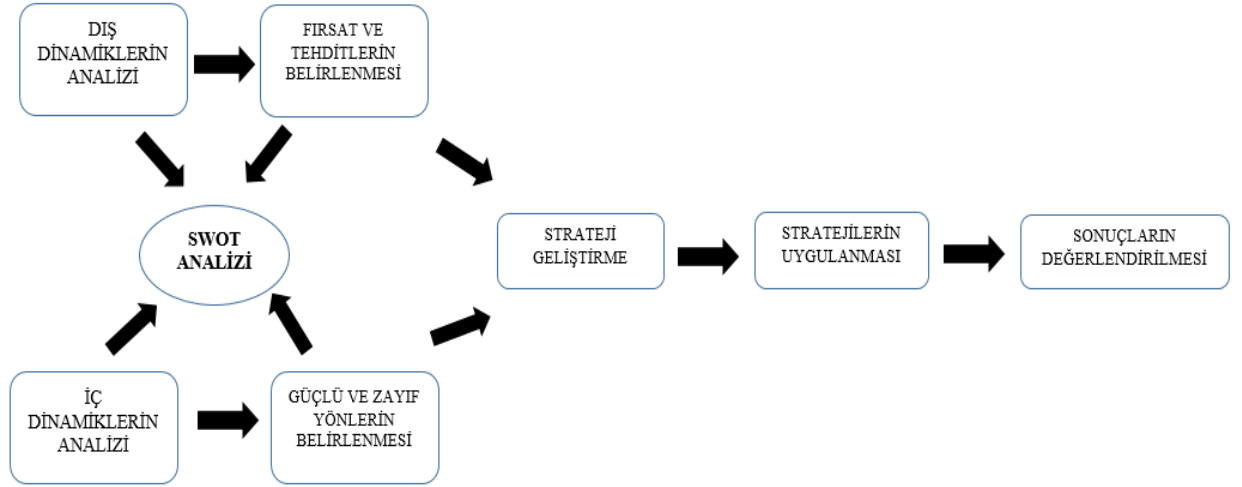 DIŞ
DİNAMİKLERİN
ANALİZİ
FIRSAT VE
TEHDİTLERİN
BELİRLENMESİ
SWOT
ANALİZİ
STRATEJİ
GELİŞTİRME
STRATEJİLERİN
UYGULANMASI
SONUÇLARIN
DEĞERLENDİRİLMESİ
İÇ
DİNAMİKLERİN
ANALİZİ
GÜÇLÜ VE ZAYIF
YÖNLERİN
BELİRLENMESİ